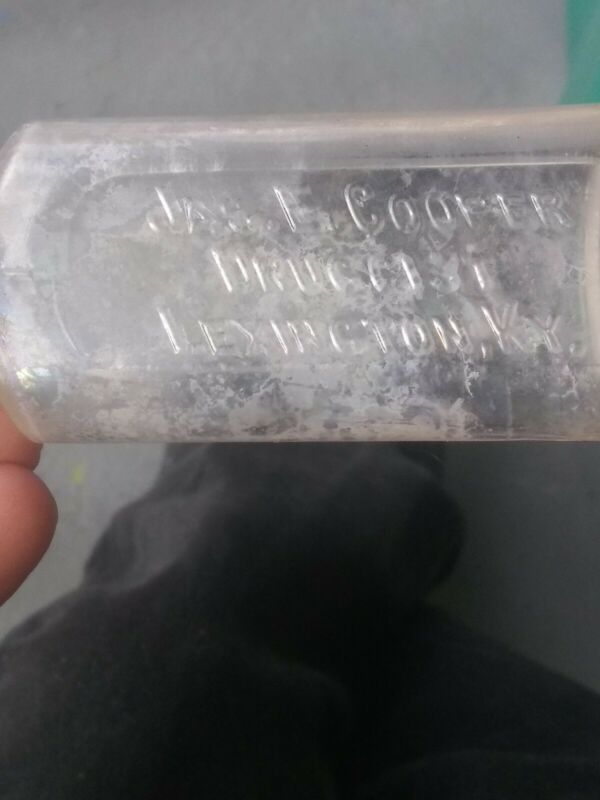 JAS. E. COOPER
DRUGGIST
LEXINGTON, KY.